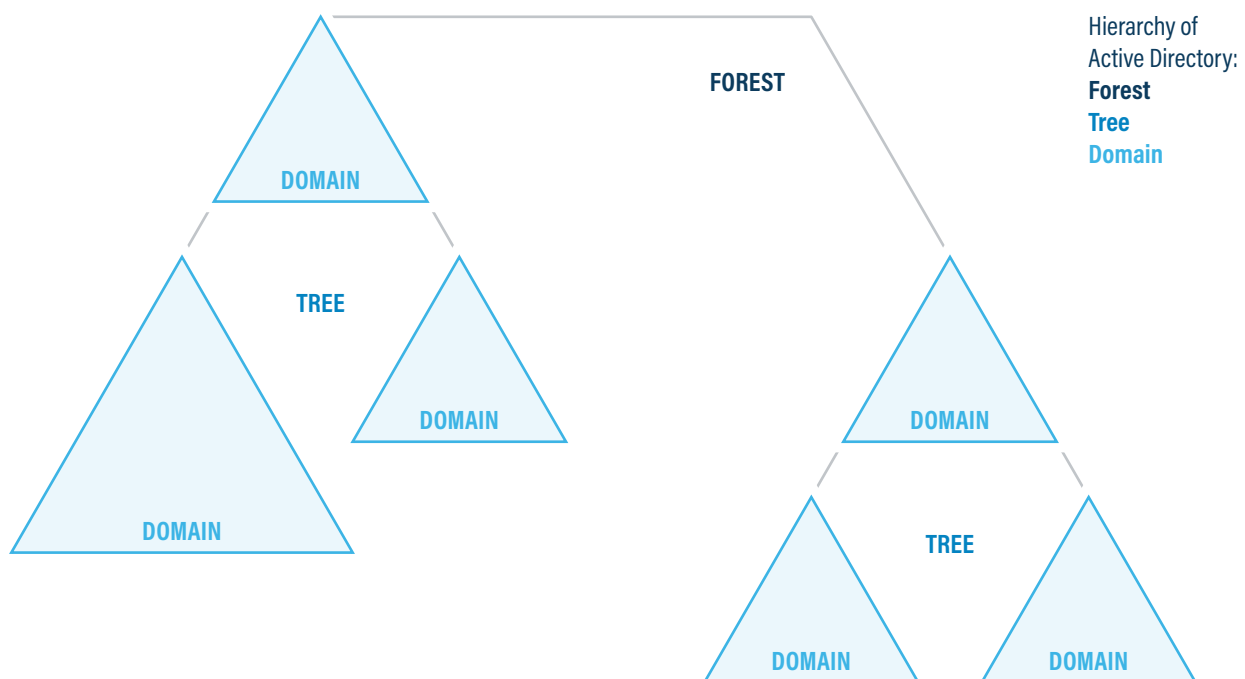 Hierarchy of
Active Directory:
Forest
Tree
Domain
FOREST
DOMAIN
TREE
DOMAIN
DOMAIN
DOMAIN
TREE
DOMAIN
DOMAIN